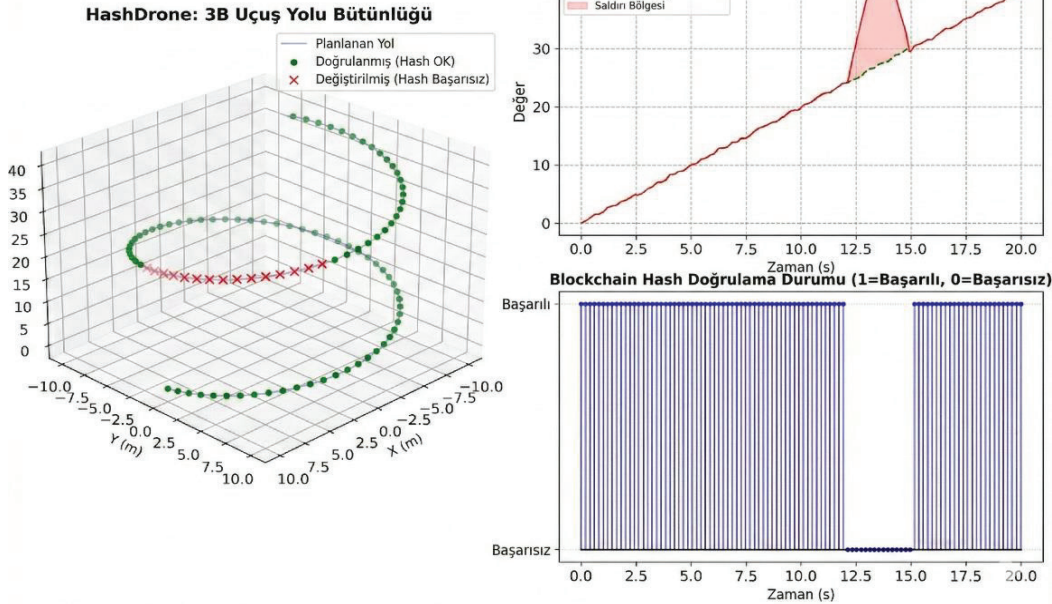 HashDrone: 3B Uçuş Yolu Bütünlüğü
Planlanan Yol
Doğrulanmış (Hash OK)
Değiştirilmiş (Hash Başarısız)
40
35
30
25
20
15
10
5
0
−10.0
−7.5
−5.0
−2.5
0.0
2.5
5.0
7.5
10.0
Y (m)
−10.0
−7.5
−5.0
−2.5
0.0
2.5
5.0
7.5
10.0
X (m)
Saldırı Bölgesi
Değer
30
20
10
0
0.0 2.5 5.0 7.5 10.0 12.5 15.0 17.5 20.0
Zaman (s)
Blockchain Hash Doğrulama Durumu (1=Başarılı, 0=Başarısız)
Başarılı
Başarısız
0.0 2.5 5.0 7.5 10.0 12.5 15.0 17.5 20.0
Zaman (s)